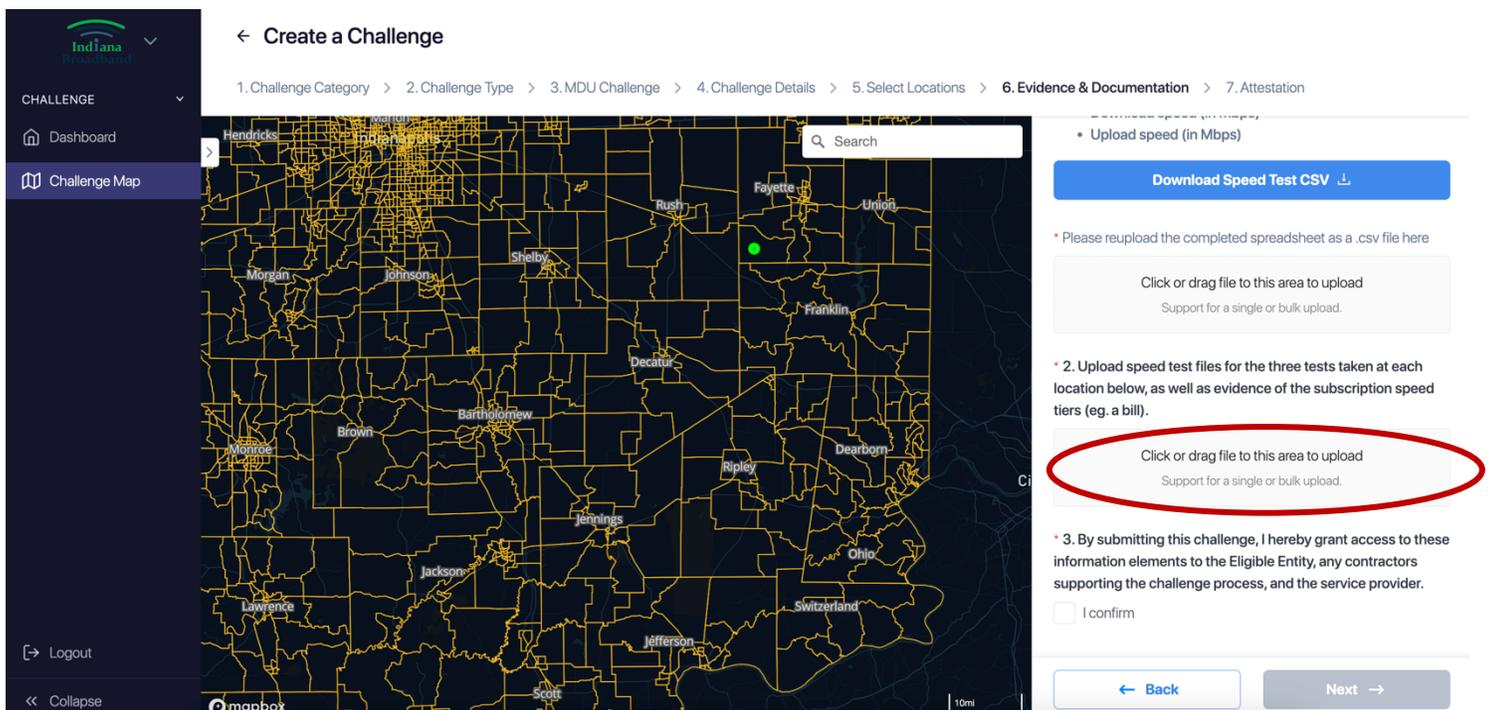 Indiana
Broadband
CHALLENGE
Dashboard
Challenge Map
Logout
Collapse
← Create a Challenge
1. Challenge Category > 2. Challenge Type > 3. MDU Challenge > 4. Challenge Details > 5. Select Locations > 6. Evidence & Documentation > 7. Attestation
Search
Marion
Hendricks
Indianapolis
Fayette
Rush
Union
Shelby
Morgan
Johnson
Franklin
Decatur
Bartholomew
Brown
Monroe
Dearborn
Ripley
Ci
Jennings
Ohio
Jackson
Lawrence
Switzerland
Jefferson
Scott
mapbox
10mi
Download speed (in Mbps)
• Upload speed (in Mbps)
Download Speed Test CSV
* Please reupload the completed spreadsheet as a .csv file here
Click or drag file to this area to upload
Support for a single or bulk upload.
* 2. Upload speed test files for the three tests taken at each
location below, as well as evidence of the subscription speed
tiers (eg. a bill).
Click or drag file to this area to upload
Support for a single or bulk upload.
* 3. By submitting this challenge, I hereby grant access to these
information elements to the Eligible Entity, any contractors
supporting the challenge process, and the service provider.
I confirm
← Back
Next →